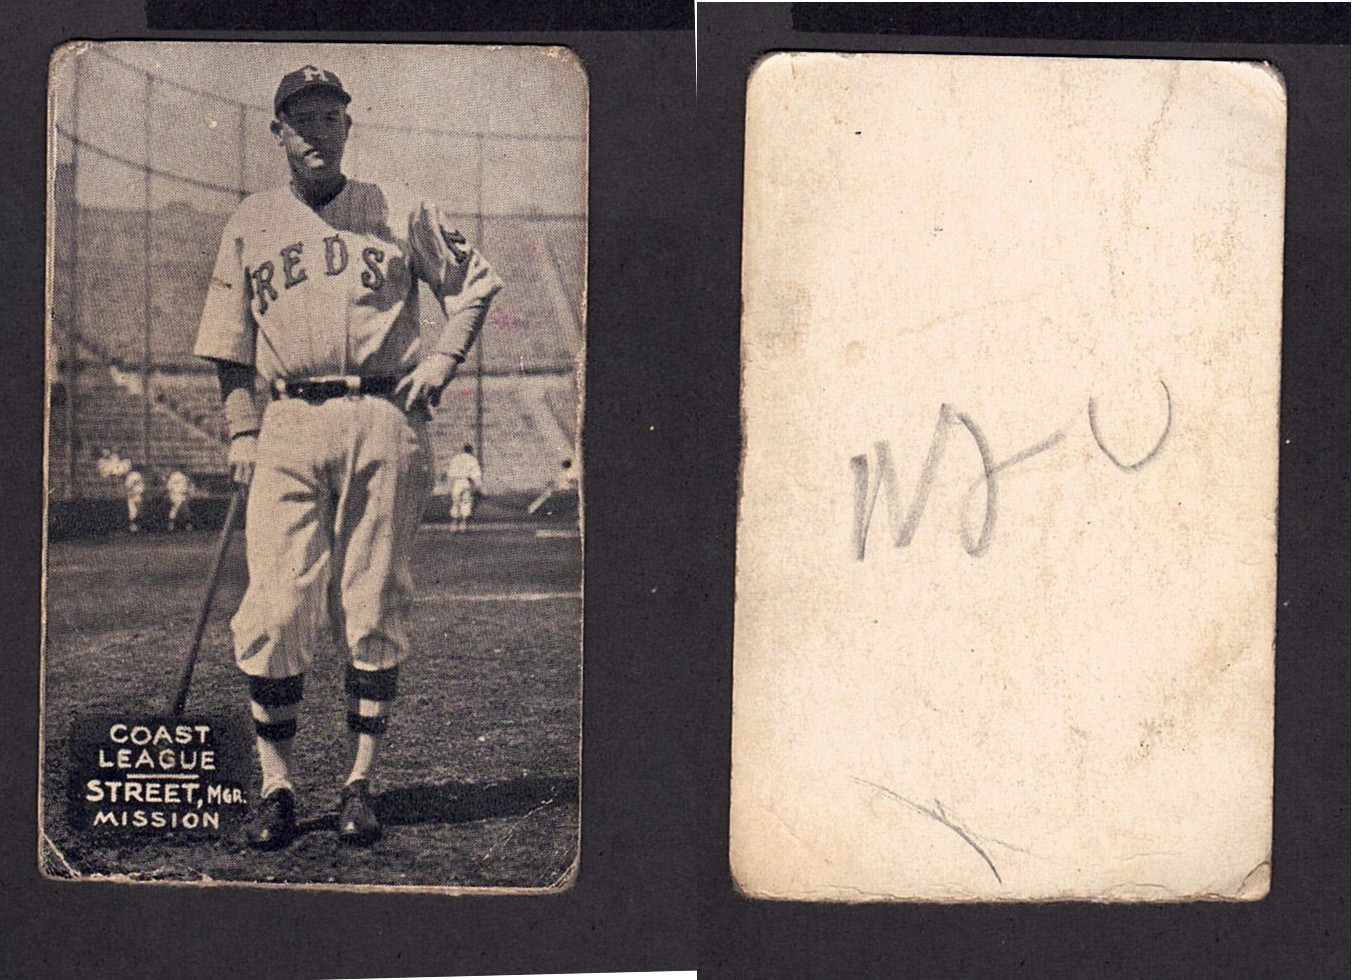 M
REDS
COAST
LEAGUE
STREET, MGR.
MISSION